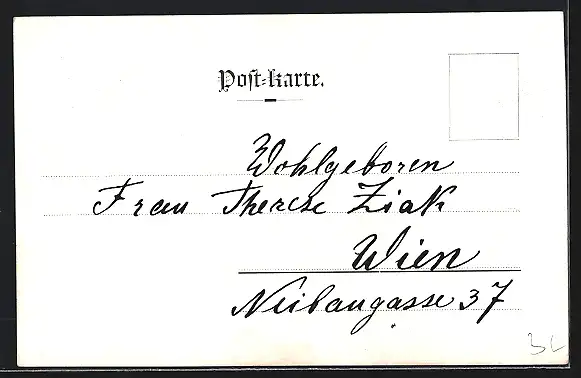 Post-Karte.
Wohlgeboren
Frau Therese Ziak
Wien
Neubaugasse 37